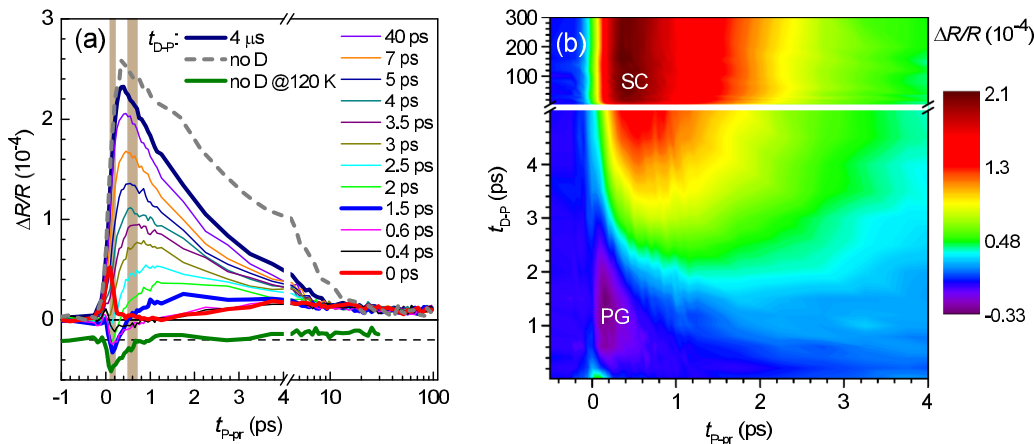 (a)
t_D-P:
4 μs
no D
no D @120 K
40 ps
7 ps
5 ps
4 ps
3.5 ps
3 ps
2.5 ps
2 ps
1.5 ps
0.6 ps
0.4 ps
0 ps
ΔR/R (10⁻⁴)
3
2
1
0
-1 0 1 2 3 4 10 100
t_P-pr (ps)
(b)
SC
PG
300
200
100
4
3
2
1
t_D-P (ps)
0 1 2 3 4
t_P-pr (ps)
ΔR/R (10⁻⁴)
2.1
1.3
0.48
-0.33